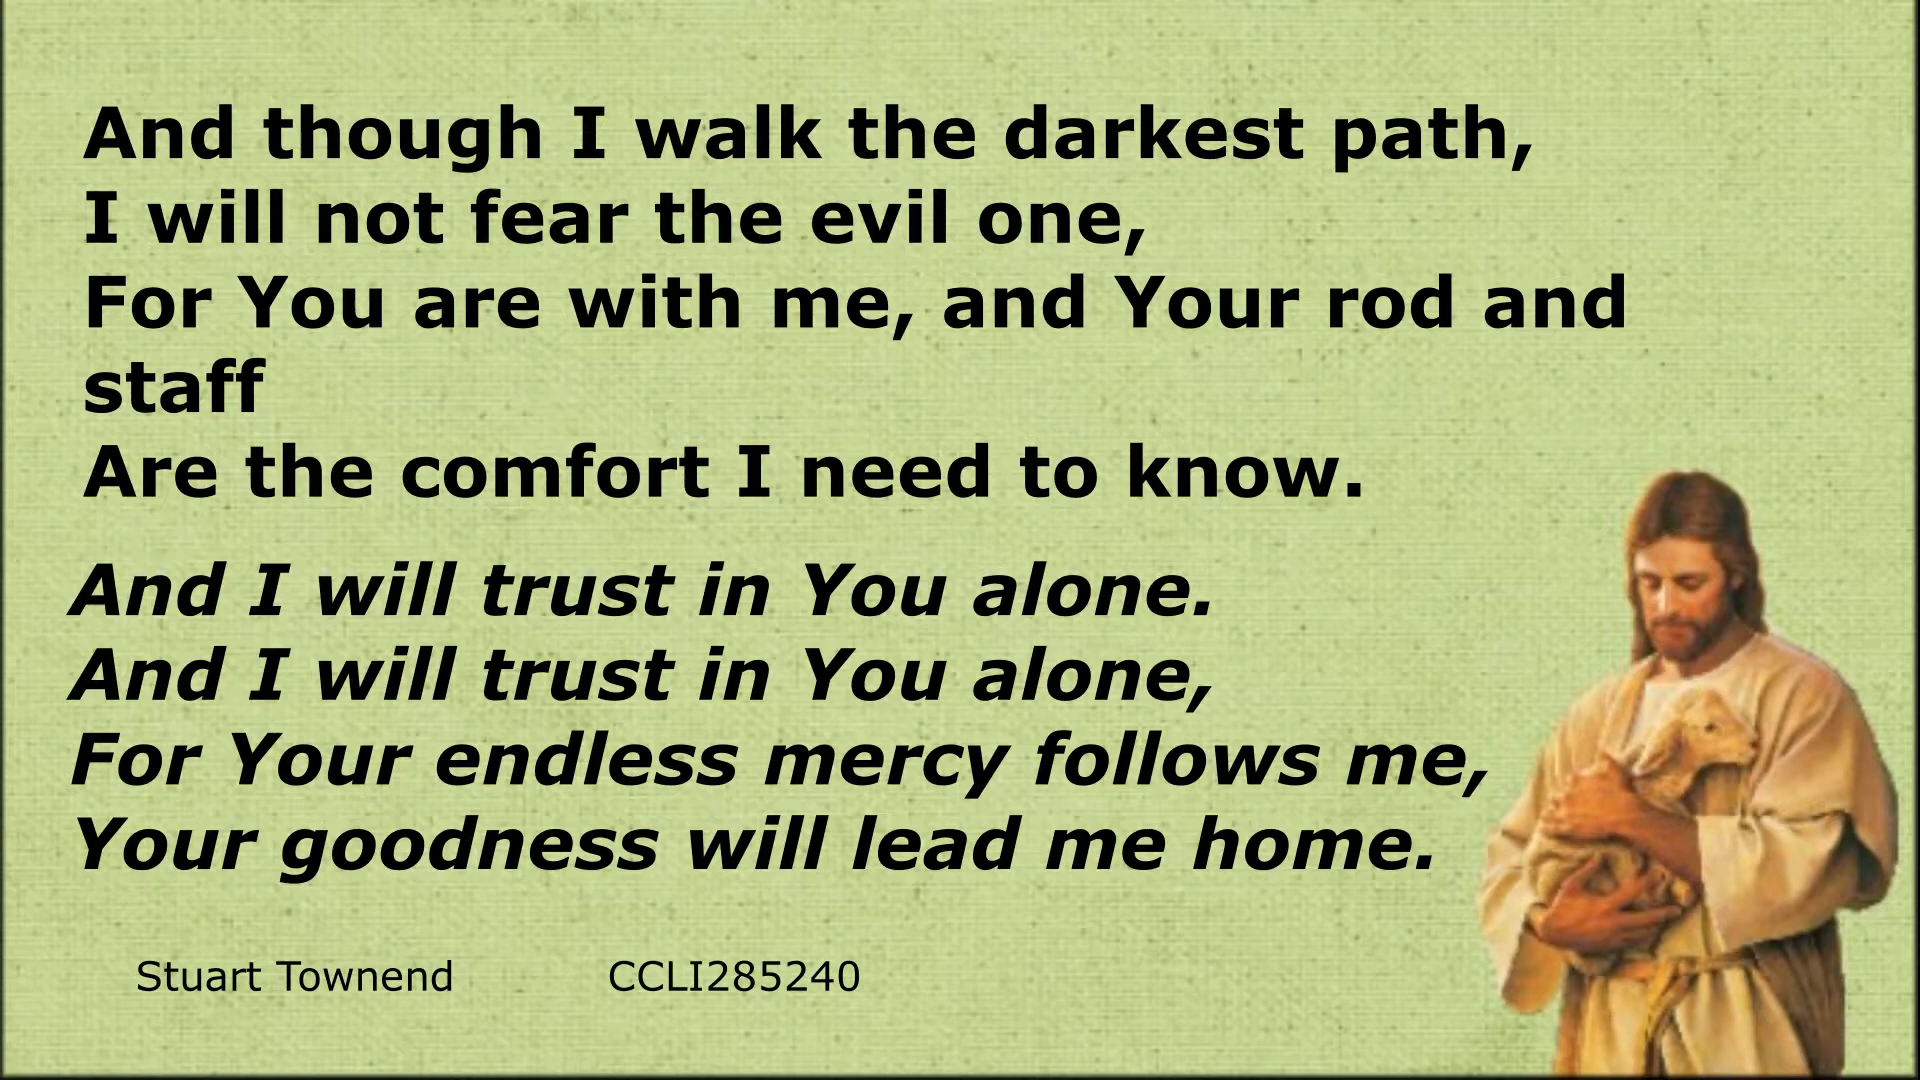 And though I walk the darkest path,
I will not fear the evil one,
For You are with me, and Your rod and
staff
Are the comfort I need to know.
And I will trust in You alone.
And I will trust in You alone,
For Your endless mercy follows me,
Your goodness will lead me home.
Stuart Townend CCLI285240